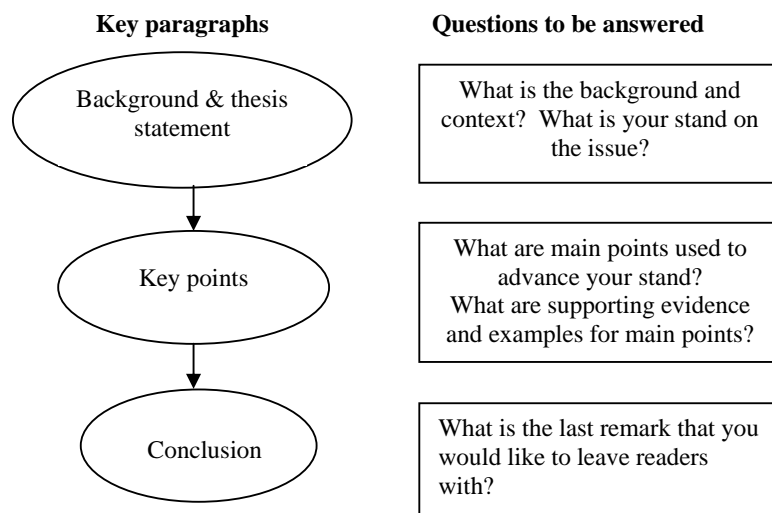 Key paragraphs
Questions to be answered
Background & thesis
statement
What is the background and
context? What is your stand on
the issue?
Key points
What are main points used to
advance your stand?
What are supporting evidence
and examples for main points?
Conclusion
What is the last remark that you
would like to leave readers
with?